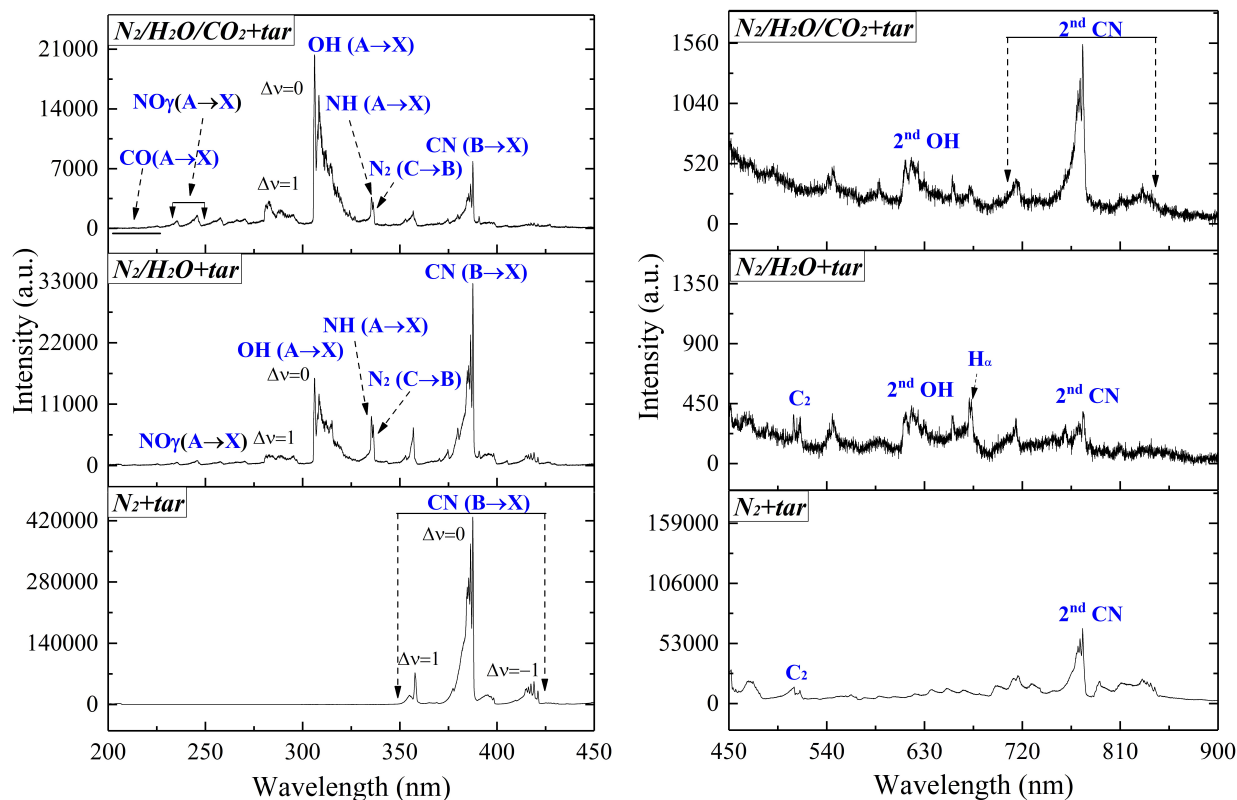 N₂/H₂O/CO₂+tar
21000
14000
7000
0
OH (A→X)
Δν=0
NOγ(A→X)
NH (A→X)
CO(A→X)
CN (B→X)
N₂ (C→B)
Δν=1
N₂/H₂O+tar
33000
22000
11000
0
CN (B→X)
NH (A→X)
OH (A→X)
Δν=0
N₂ (C→B)
NOγ(A→X)
Δν=1
N₂+tar
420000
280000
140000
0
CN (B→X)
Δν=0
Δν=1
Δν=−1
Intensity (a.u.)
200 250 300 350 400 450
Wavelength (nm)
N₂/H₂O/CO₂+tar
1560
1040
520
0
2nd CN
2nd OH
N₂/H₂O+tar
1350
900
450
0
Hα
C₂
2nd OH
2nd CN
N₂+tar
159000
106000
53000
0
2nd CN
C₂
Intensity (a.u.)
450 540 630 720 810 900
Wavelength (nm)